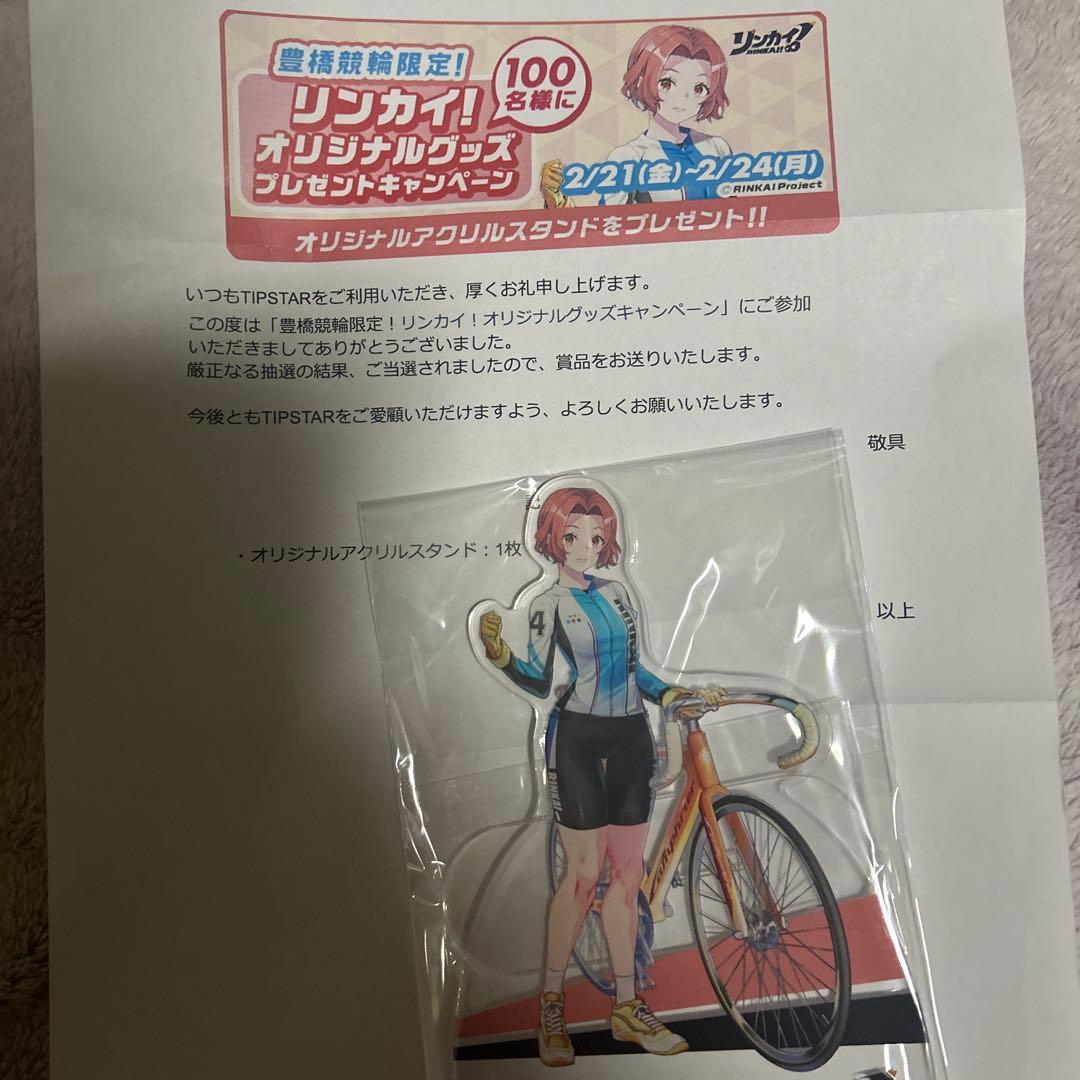 豊橋競輪限定!
リンカイ!
オリジナルグッズ
プレゼントキャンペーン
100
名様に
リンカイ!
RINKAI!
2/21(金)~2/24(月)
©RINKAI Project
オリジナルアクリルスタンドをプレゼント!!
いつもTIPSTARをご利用いただき、厚くお礼申し上げます。
この度は「豊橋競輪限定！リンカイ！オリジナルグッズキャンペーン」にご参加
いただきましてありがとうございました。
厳正なる抽選の結果、ご当選されましたので、賞品をお送りいたします。
今後ともTIPSTARをご愛顧いただけますよう、よろしくお願いいたします。
敬具
・オリジナルアクリルスタンド：1枚
以上
4
RINKAI